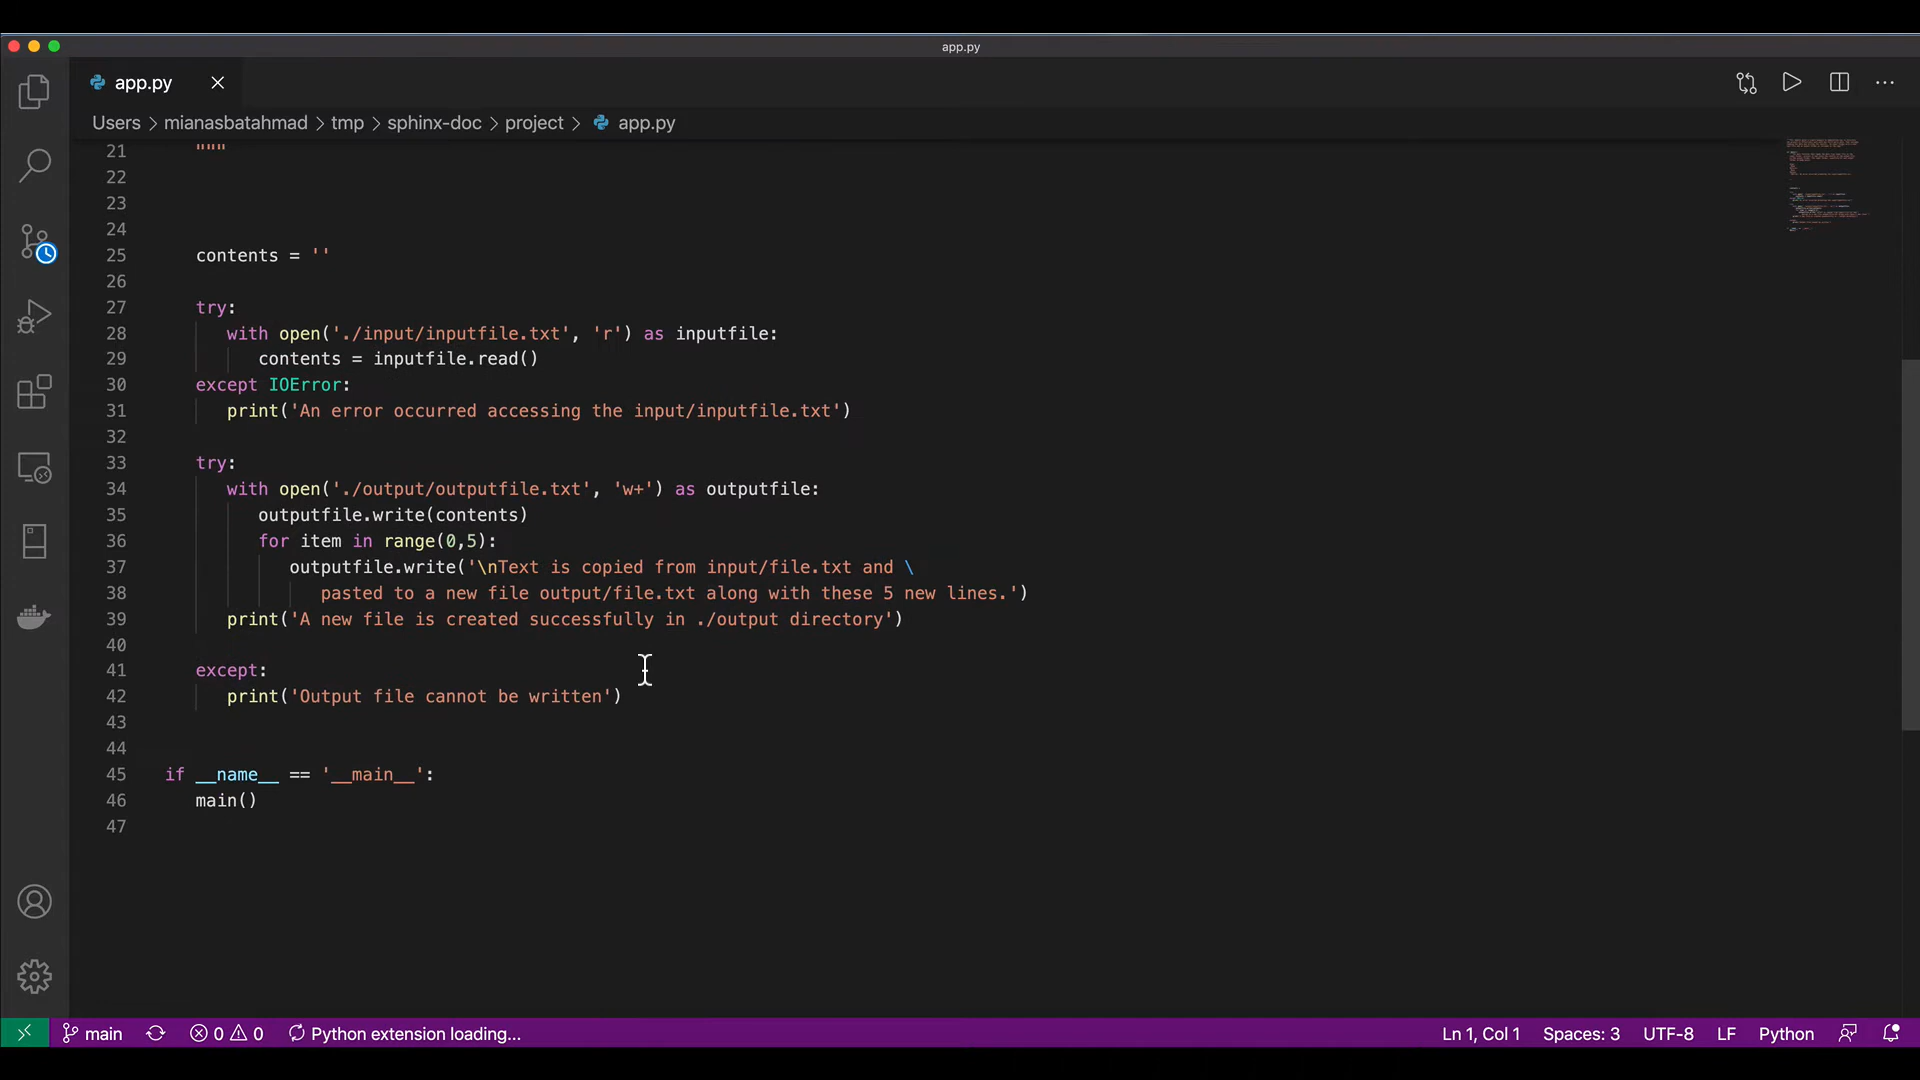 app.py
app.py
Users > mianasbatahmad > tmp > sphinx-doc > project > app.py
21 """
22
23
24
25 contents = ''
26
27 try:
28 with open('./input/inputfile.txt', 'r') as inputfile:
29 contents = inputfile.read()
30 except IOError:
31 print('An error occurred accessing the input/inputfile.txt')
32
33 try:
34 with open('./output/outputfile.txt', 'w+') as outputfile:
35 outputfile.write(contents)
36 for item in range(0,5):
37 outputfile.write('\nText is copied from input/file.txt and \
38 pasted to a new file output/file.txt along with these 5 new lines.')
39 print('A new file is created successfully in ./output directory')
40
41 except:
42 print('Output file cannot be written')
43
44
45 if __name__ == '__main__':
46 main()
47
main 0 0 Python extension loading... Ln 1, Col 1 Spaces: 3 UTF-8 LF Python